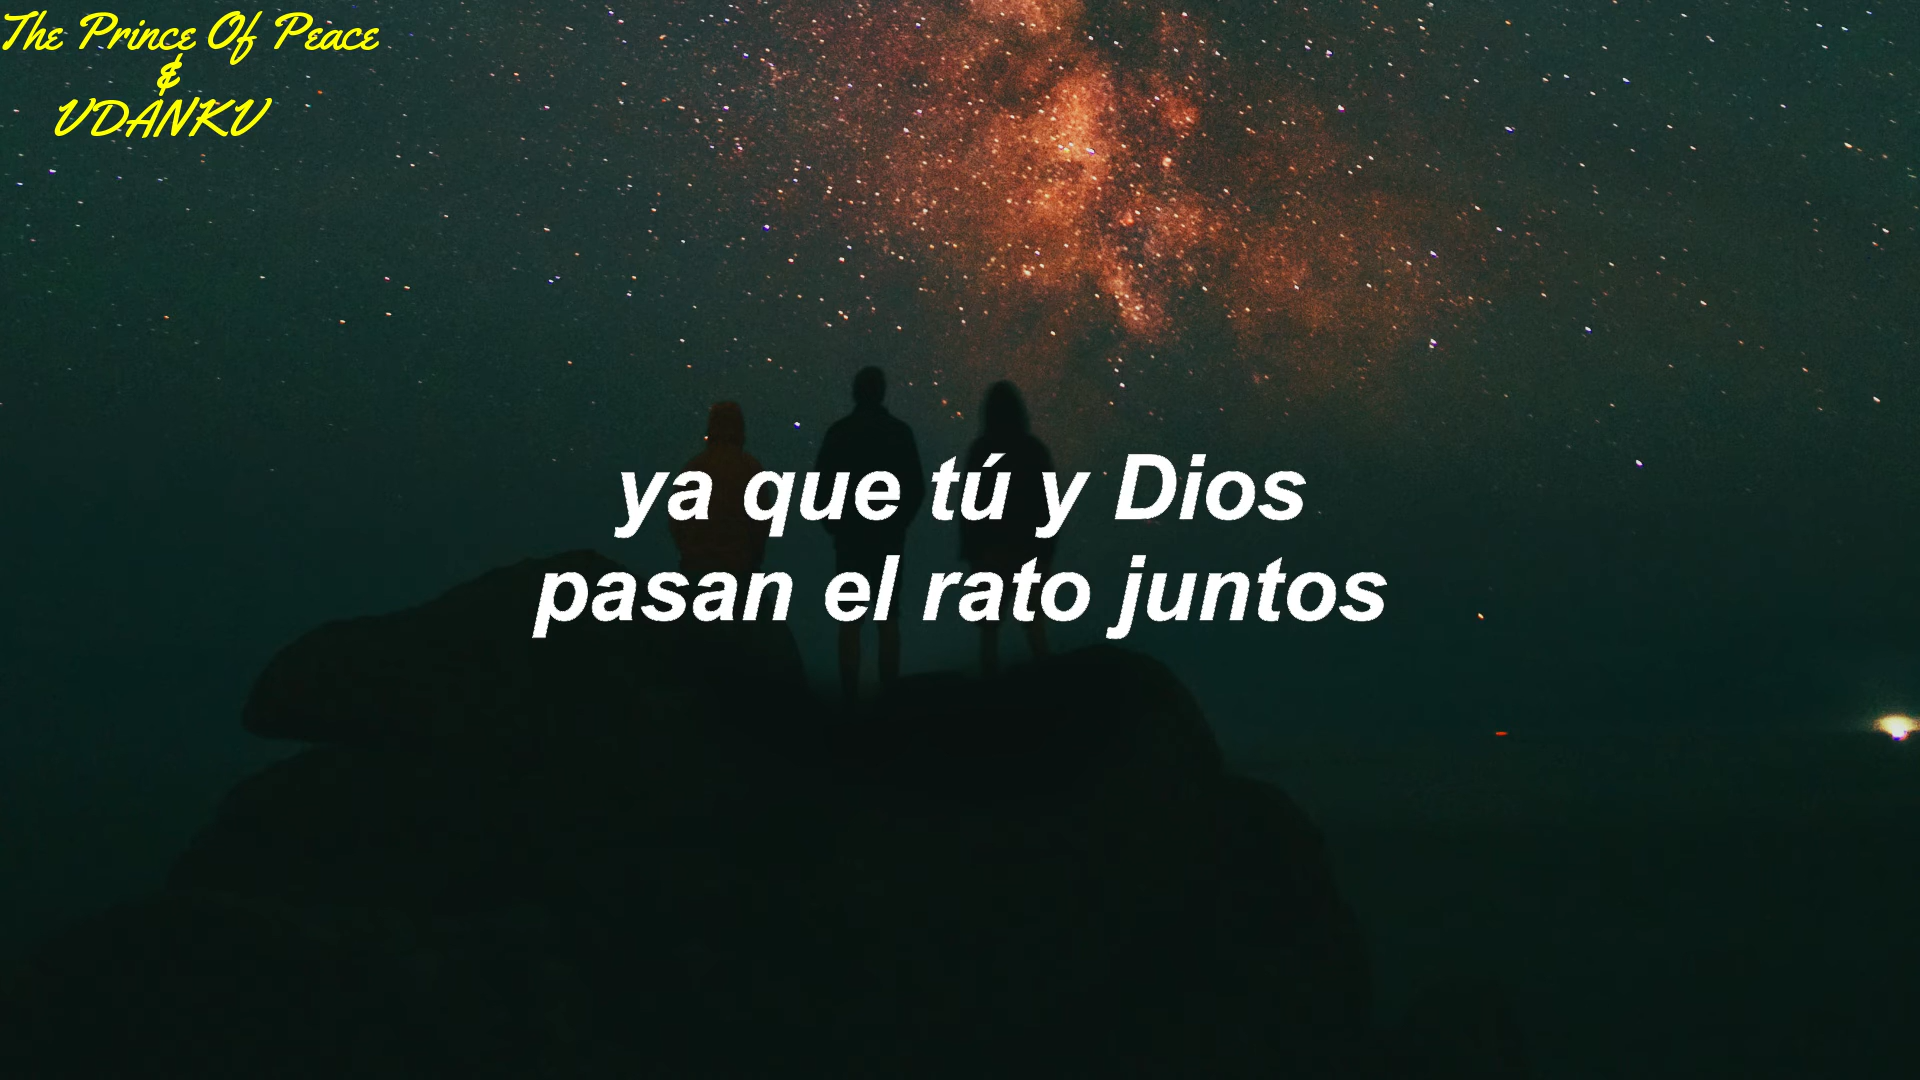 The Prince Of Peace
&
VDANKV
ya que tú y Dios
pasan el rato juntos